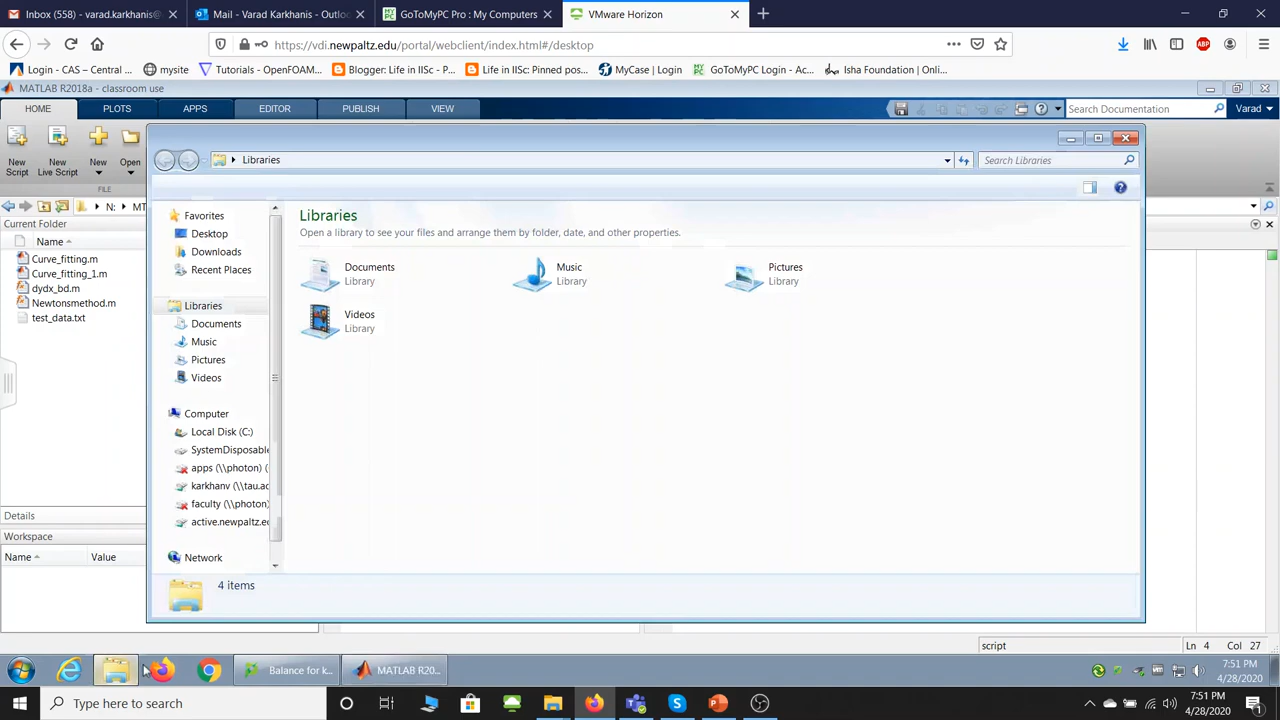 Inbox (558) - varad.karkhanis@
Mail - Varad Karkhanis - Outloo
GoToMyPC Pro : My Computers
VMware Horizon
https://vdi.newpaltz.edu/portal/webclient/index.html#/desktop
Login - CAS – Central ...
mysite
Tutorials - OpenFOAM...
Blogger: Life in IISc - P...
Life in IISc: Pinned pos...
MyCase | Login
GoToMyPC Login - Ac...
Isha Foundation | Onli...
MATLAB R2018a - classroom use
HOME
PLOTS
APPS
EDITOR
PUBLISH
VIEW
Search Documentation
Varad
New Script
New Live Script
New
Open
FILE
Libraries
Search Libraries
N:
MT
Current Folder
Name
Curve_fitting.m
Curve_fitting_1.m
dydx_bd.m
Newtonsmethod.m
test_data.txt
Details
Workspace
Name
Value
Favorites
Desktop
Downloads
Recent Places
Libraries
Documents
Music
Pictures
Videos
Computer
Local Disk (C:)
SystemDisposable
apps (\\photon) (
karkhanv (\\tau.ac
faculty (\\photon)
active.newpaltz.ed
Network
Libraries
Open a library to see your files and arrange them by folder, date, and other properties.
Documents
Library
Music
Library
Pictures
Library
Videos
Library
4 items
script
Ln 4
Col 27
Balance for k...
MATLAB R20...
7:51 PM
4/28/2020
Type here to search
7:51 PM
4/28/2020